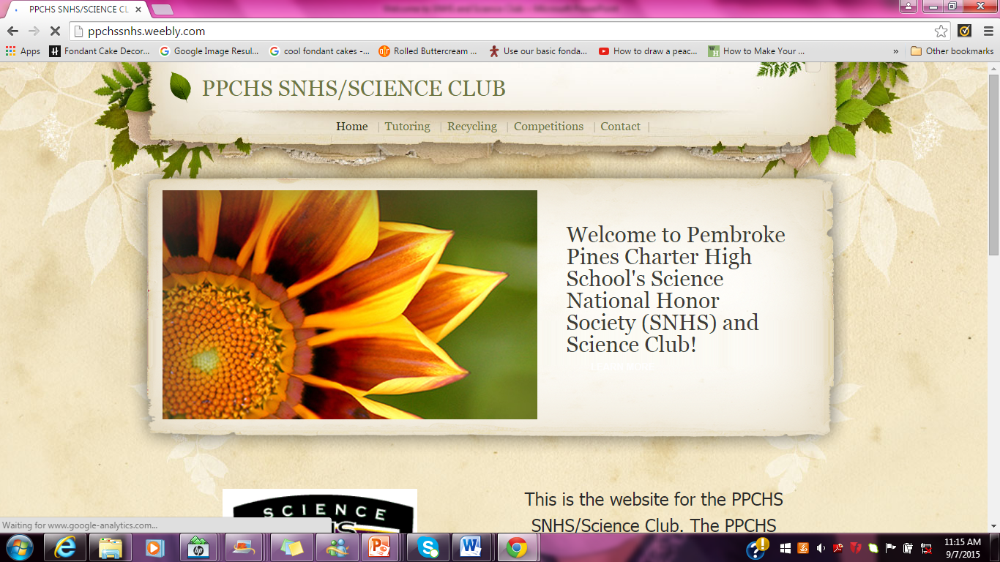 Welcome to SNHS and Science Club - Microsoft PowerPoint
PPCHS SNHS/SCIENCE CL
ppchssnhs.weebly.com
Apps
Fondant Cake Decor...
Google Image Resul...
cool fondant cakes -...
Rolled Buttercream ...
Use our basic fonda...
How to draw a peac...
How to Make Your ...
»
Other bookmarks
PPCHS SNHS/SCIENCE CLUB
Home | Tutoring | Recycling | Competitions | Contact |
Welcome to Pembroke
Pines Charter High
School's Science
National Honor
Society (SNHS) and
Science Club!
LEARN MORE
This is the website for the PPCHS
SNHS/Science Club. The PPCHS
SCIENCE
Waiting for www.google-analytics.com...
11:15 AM
9/7/2015